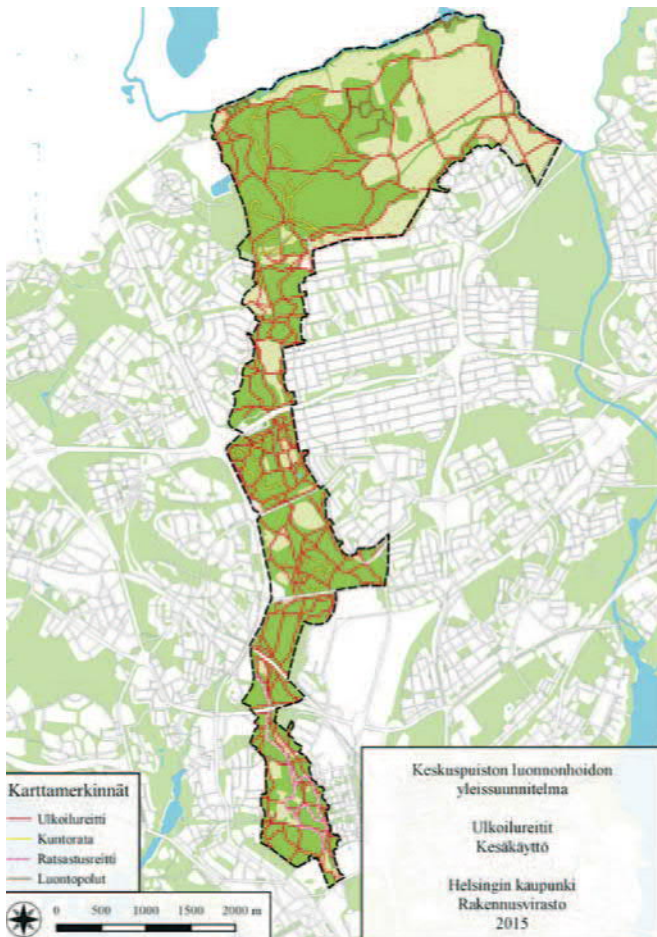 Karttamerkinnät
Ulkoilureitti
Kuntorata
Ratsastusreitti
Luontopolut
0 500 1000 1500 2000 m
Keskuspuiston luonnonhoidon
yleissuunnitelma
Ulkoilureitit
Kesäkäyttö
Helsingin kaupunki
Rakennusvirasto
2015